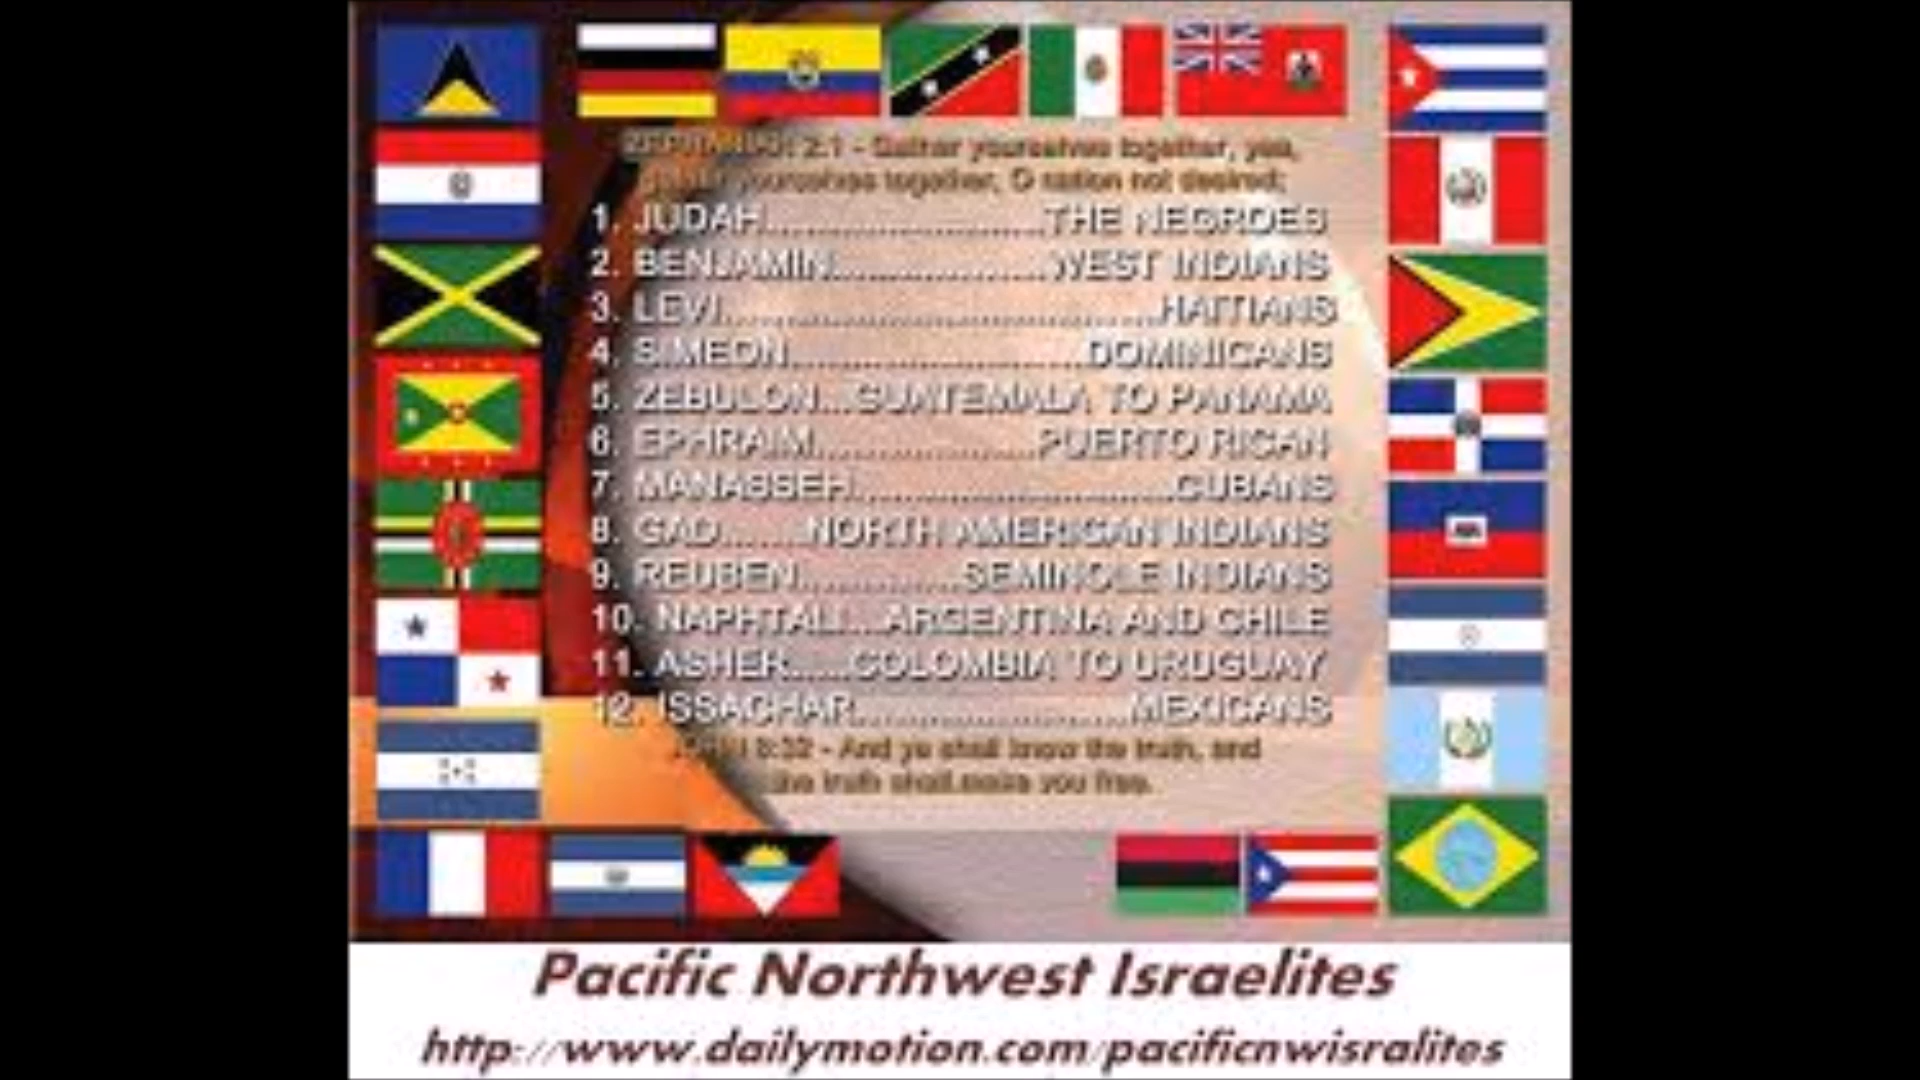 2:1 - Gather yourselves together, yea,
yourselves together, O nation not desired;
1. JUDAH........................THE NEGROES
2. BENJAMIN...................WEST INDIANS
3. LEVI.......................................HAITIANS
4. SIMEON..........................DOMINICANS
5. ZEBULON...GUATEMALA TO PANAMA
6. EPHRAIM....................PUERTO RICAN
7. MANASSEH.............................CUBANS
8. GAD........NORTH AMERICAN INDIANS
9. REUBEN..............SEMINOLE INDIANS
10. NAPHTALI...ARGENTINA AND CHILE
11. ASHER......COLOMBIA TO URUGUAY
12. ISSACHAR........................MEXICANS
8:32 - And ye shall know the truth, and
the truth shall make you free.
Pacific Northwest Israelites
http://www.dailymotion.com/pacificnwisralites